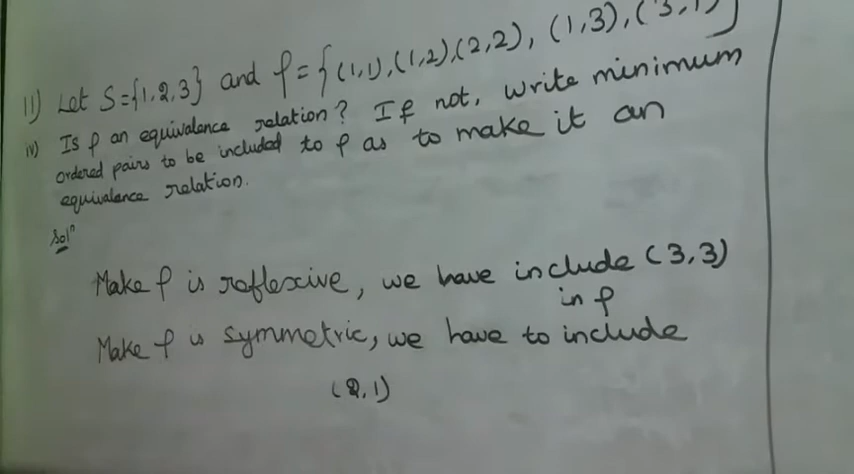 11) Let S={1,2,3} and ρ={(1,1),(1,2),(2,2),(1,3),(3,1)}
iv) Is ρ an equivalence relation? If not, write minimum
ordered pairs to be included to ρ as to make it an
equivalence relation.
Solⁿ
Make ρ is reflexive, we have include (3,3)
in ρ
Make ρ is symmetric, we have to include
(2,1)